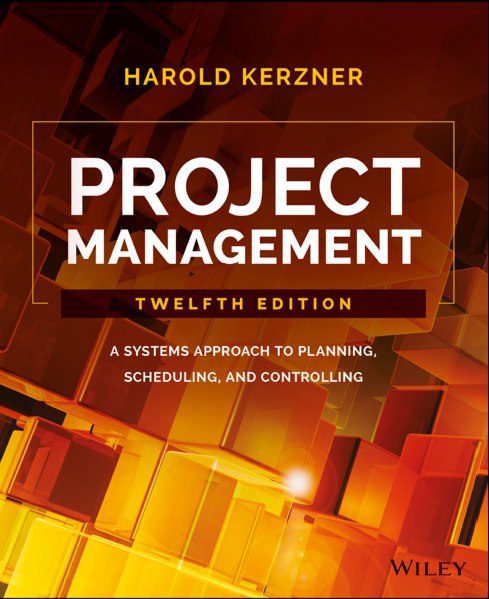 HAROLD KERZNER
PROJECT
MANAGEMENT
TWELFTH EDITION
A SYSTEMS APPROACH TO PLANNING,
SCHEDULING, AND CONTROLLING
WILEY